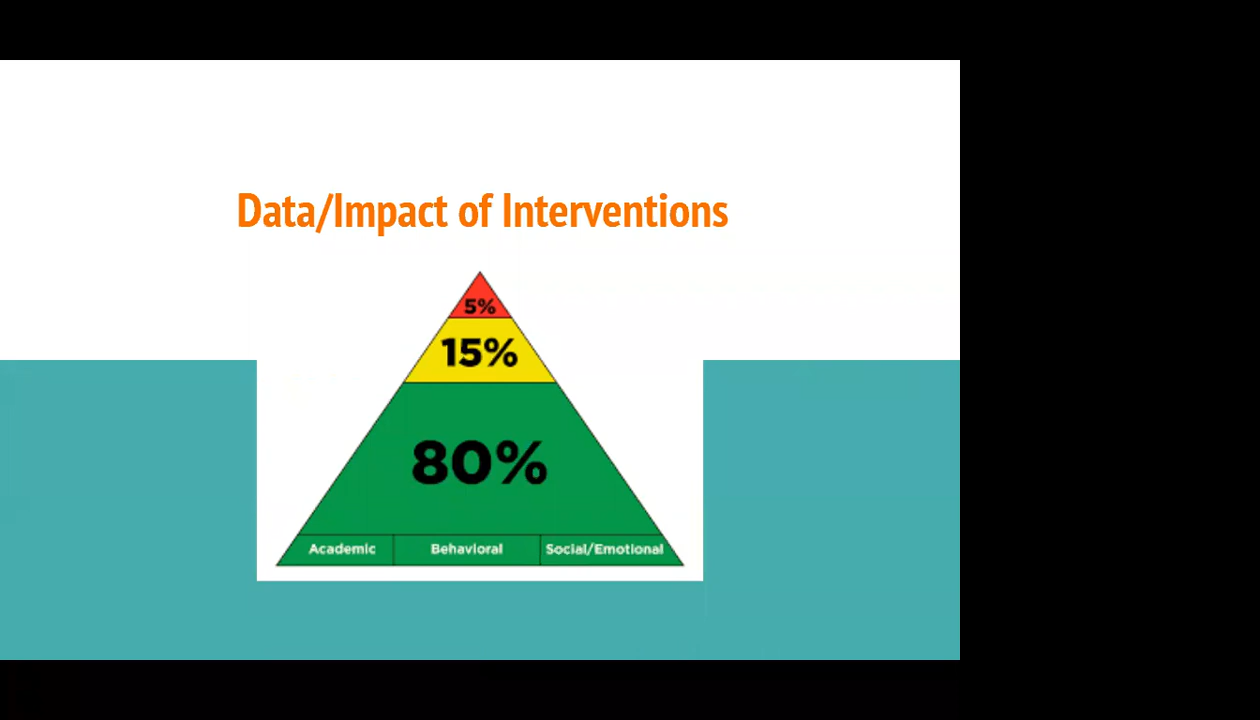 Data/Impact of Interventions
5%
15%
80%
Academic Behavioral Social/Emotional